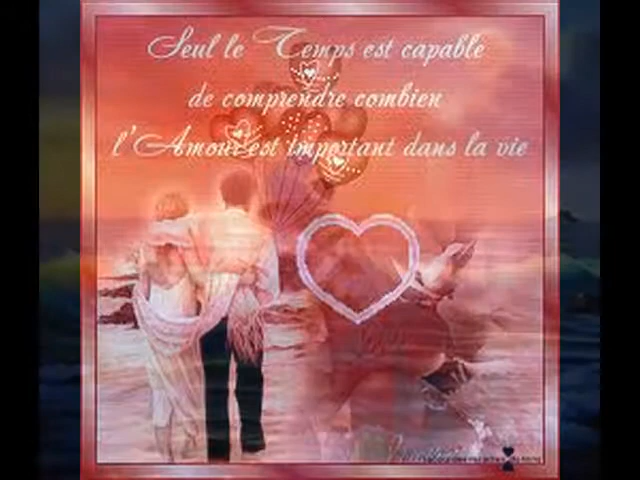 Seul le Temps est capable
de comprendre combien
l'Amour est important dans la vie